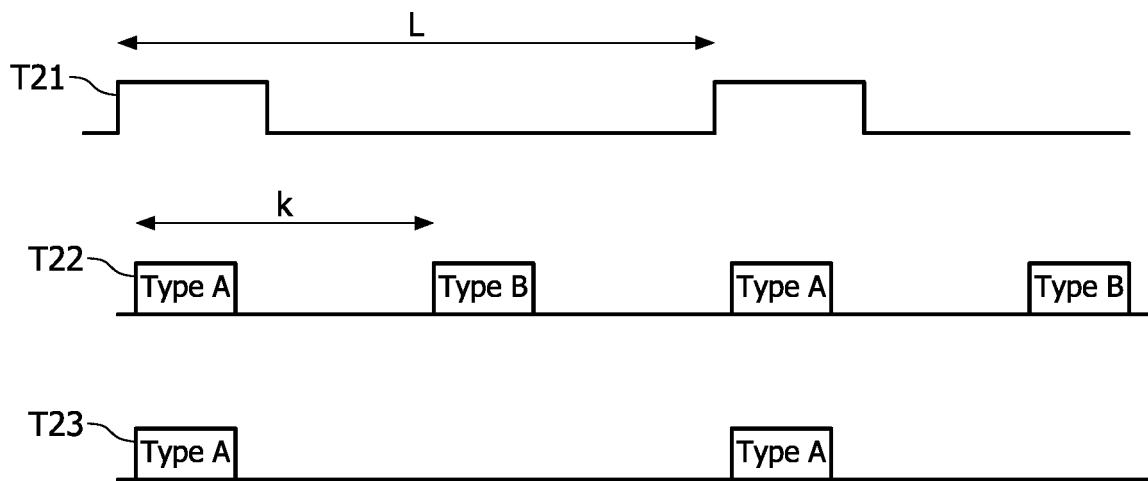 L
T21
k
T22
Type A Type B Type A Type B
T23
Type A Type A